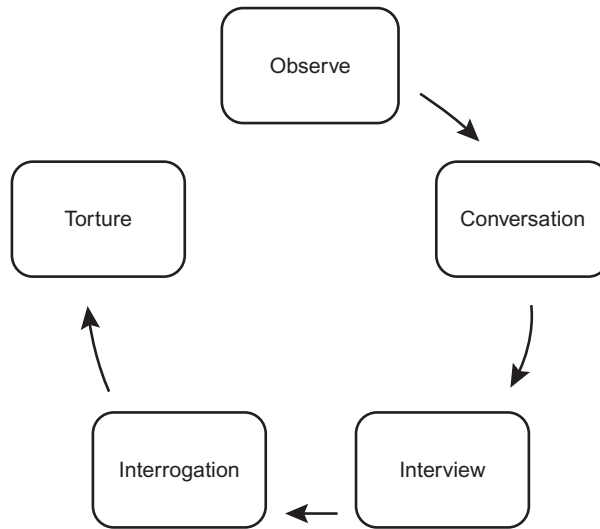 Observe
Conversation
Interview
Interrogation
Torture